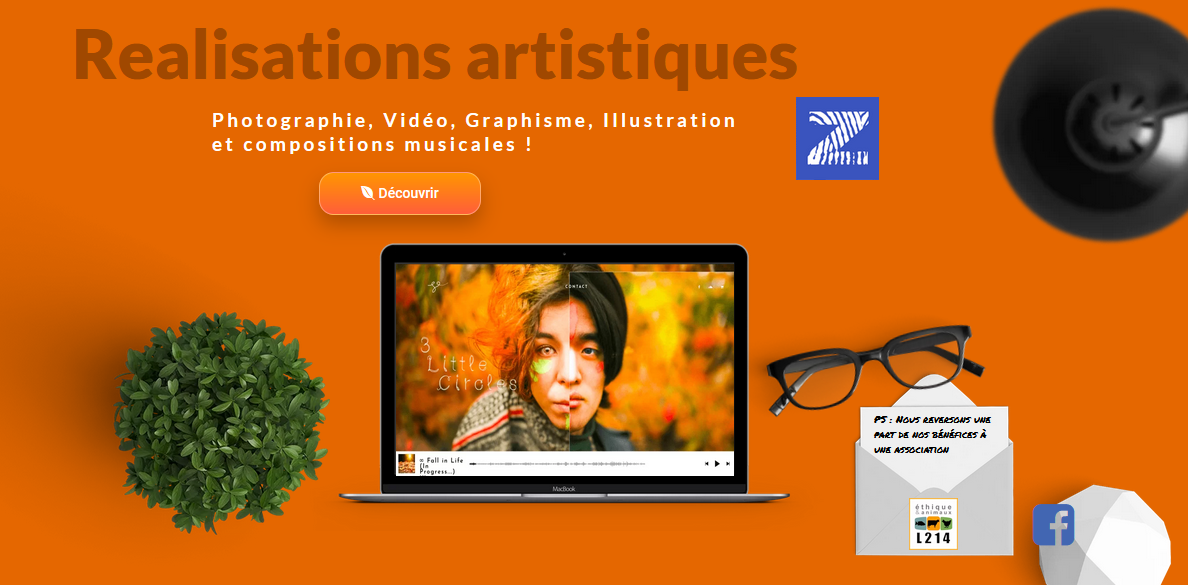 Realisations artistiques
Photographie, Vidéo, Graphisme, Illustration
et compositions musicales !
Découvrir
CONTACT
3
Little
Circles
∞ Fall in Life
(In
Progress...)
MacBook
PS : Nous reversons une
part de nos bénéfices à
une association
éthique
& animaux
L214